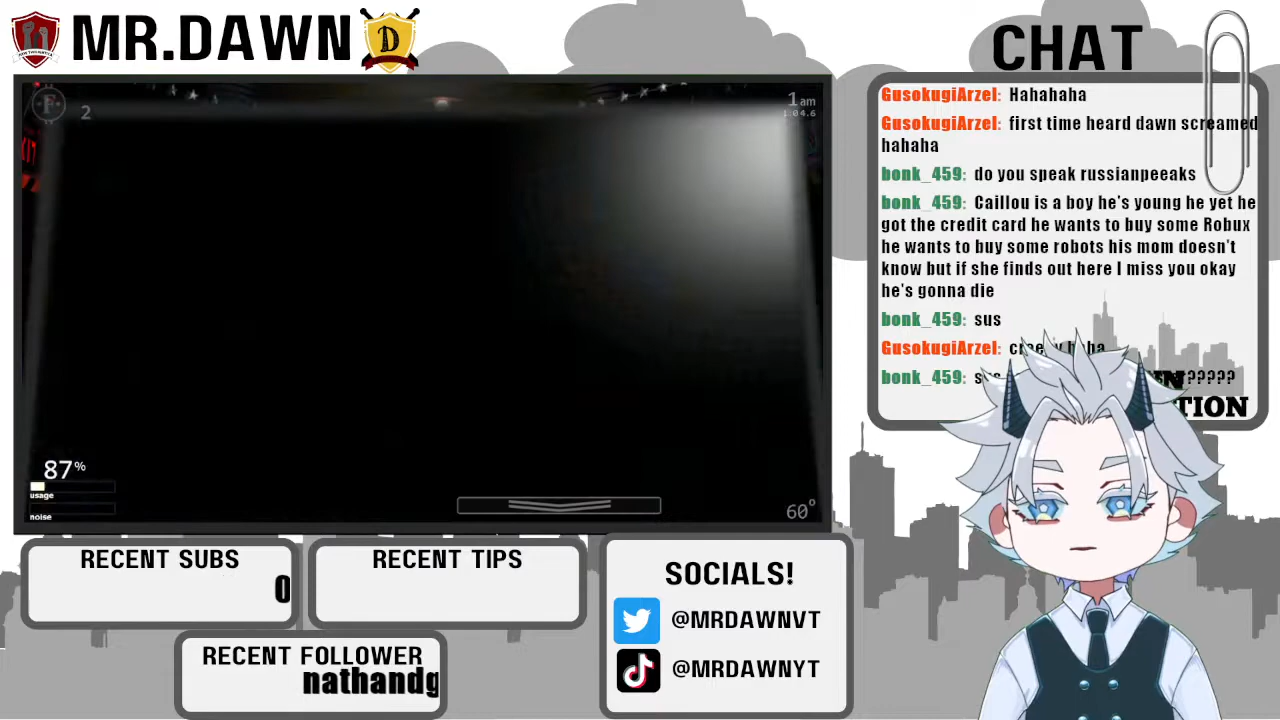 MR.DAWN
D
CHAT
F
2
1am
1:04.6
87%
usage
noise
60°
GusokugiArzel: Hahahaha
GusokugiArzel: first time heard dawn screamed
hahaha
bonk_459: do you speak russianpeeaks
bonk_459: Caillou is a boy he's young he yet he
got the credit card he wants to buy some Robux
he wants to buy some robots his mom doesn't
know but if she finds out here I miss you okay
he's gonna die
bonk_459: sus
GusokugiArzel: haha
bonk_459: ?????
TION
RECENT SUBS
0
RECENT TIPS
RECENT FOLLOWER
nathandg
SOCIALS!
@MRDAWNVT
@MRDAWNYT